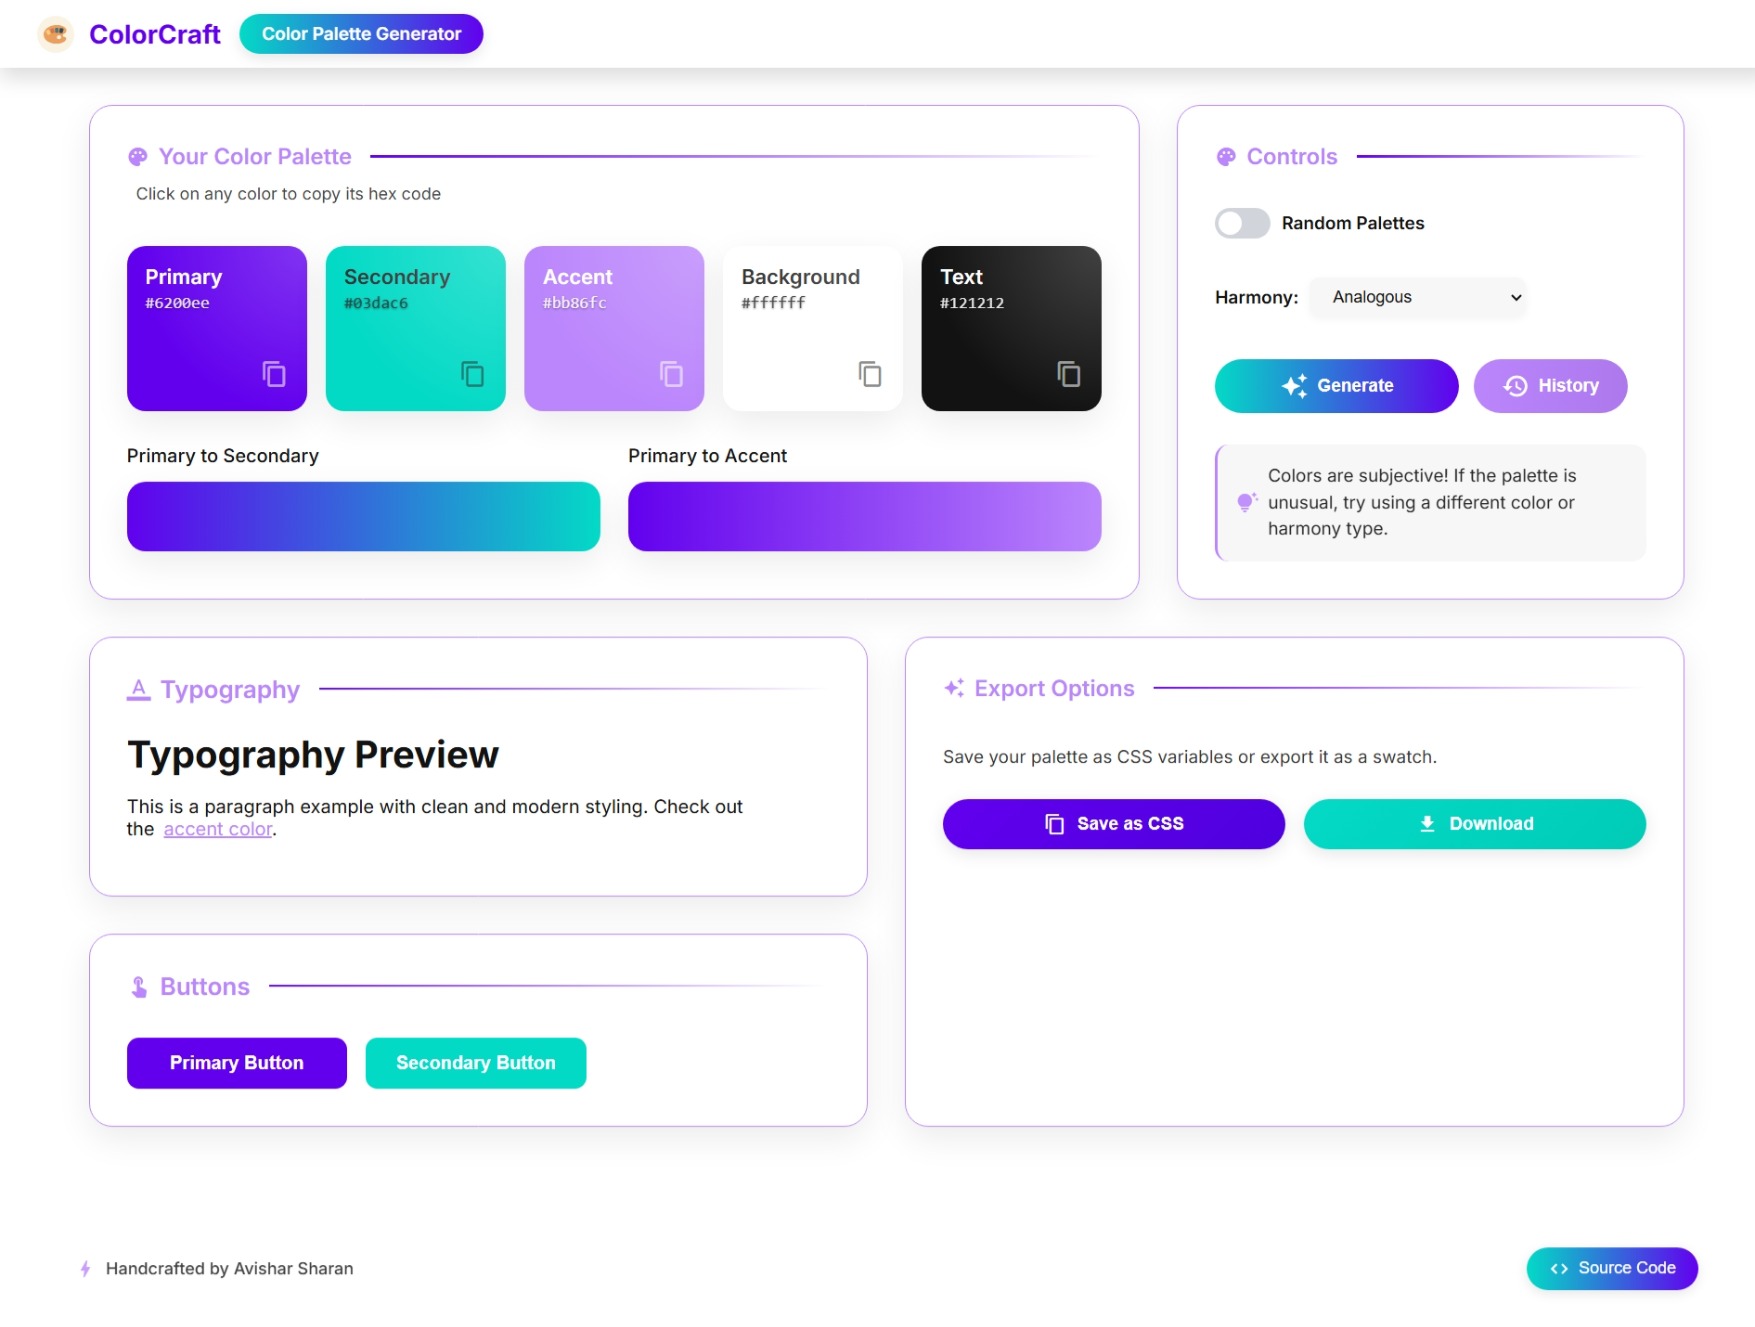 ColorCraft
Color Palette Generator
Your Color Palette
Click on any color to copy its hex code
Primary
#6200ee
Secondary
#03dac6
Accent
#bb86fc
Background
#ffffff
Text
#121212
Primary to Secondary
Primary to Accent
Controls
Random Palettes
Harmony:
Analogous
Generate
History
Colors are subjective! If the palette is
unusual, try using a different color or
harmony type.
Typography
Typography Preview
This is a paragraph example with clean and modern styling. Check out
the accent color.
Export Options
Save your palette as CSS variables or export it as a swatch.
Save as CSS
Download
Buttons
Primary Button
Secondary Button
Handcrafted by Avishar Sharan
Source Code